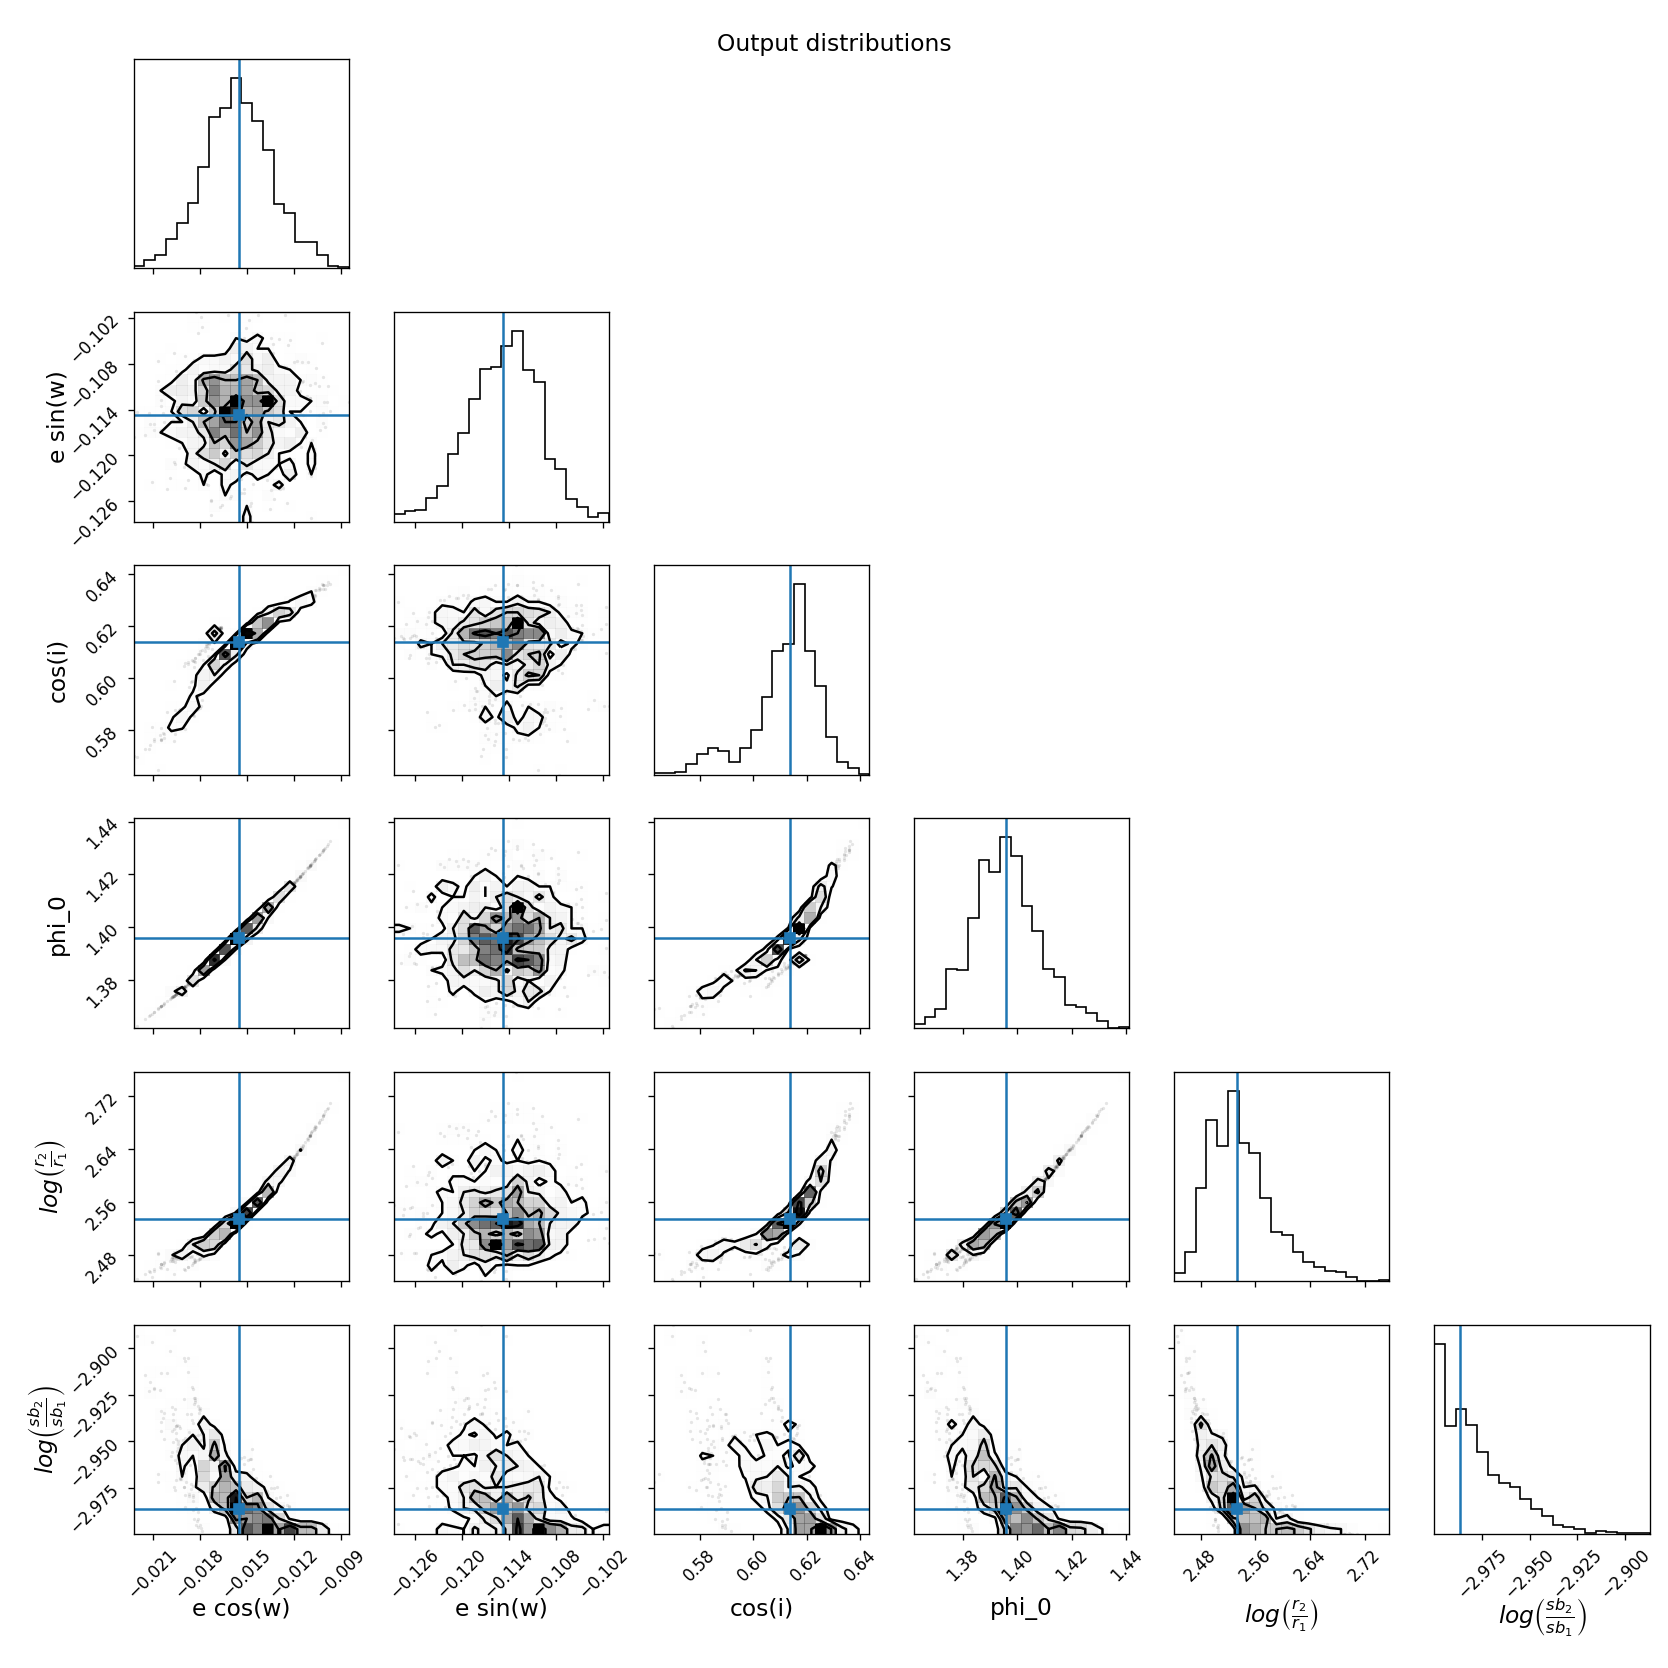 Output distributions
−0.102
−0.108
−0.114
−0.120
−0.126
e sin(w)
0.64
0.62
0.60
0.58
cos(i)
1.44
1.42
1.40
1.38
phi_0
2.72
2.64
2.56
2.48
log(r₂/r₁)
−2.900
−2.925
−2.950
−2.975
log(sb₂/sb₁)
−0.021 −0.018 −0.015 −0.012 −0.009 −0.126 −0.120 −0.114 −0.108 −0.102 0.58 0.60 0.62 0.64 1.38 1.40 1.42 1.44 2.48 2.56 2.64 2.72 −2.975 −2.950 −2.925 −2.900
e cos(w) e sin(w) cos(i) phi_0 log(r₂/r₁) log(sb₂/sb₁)